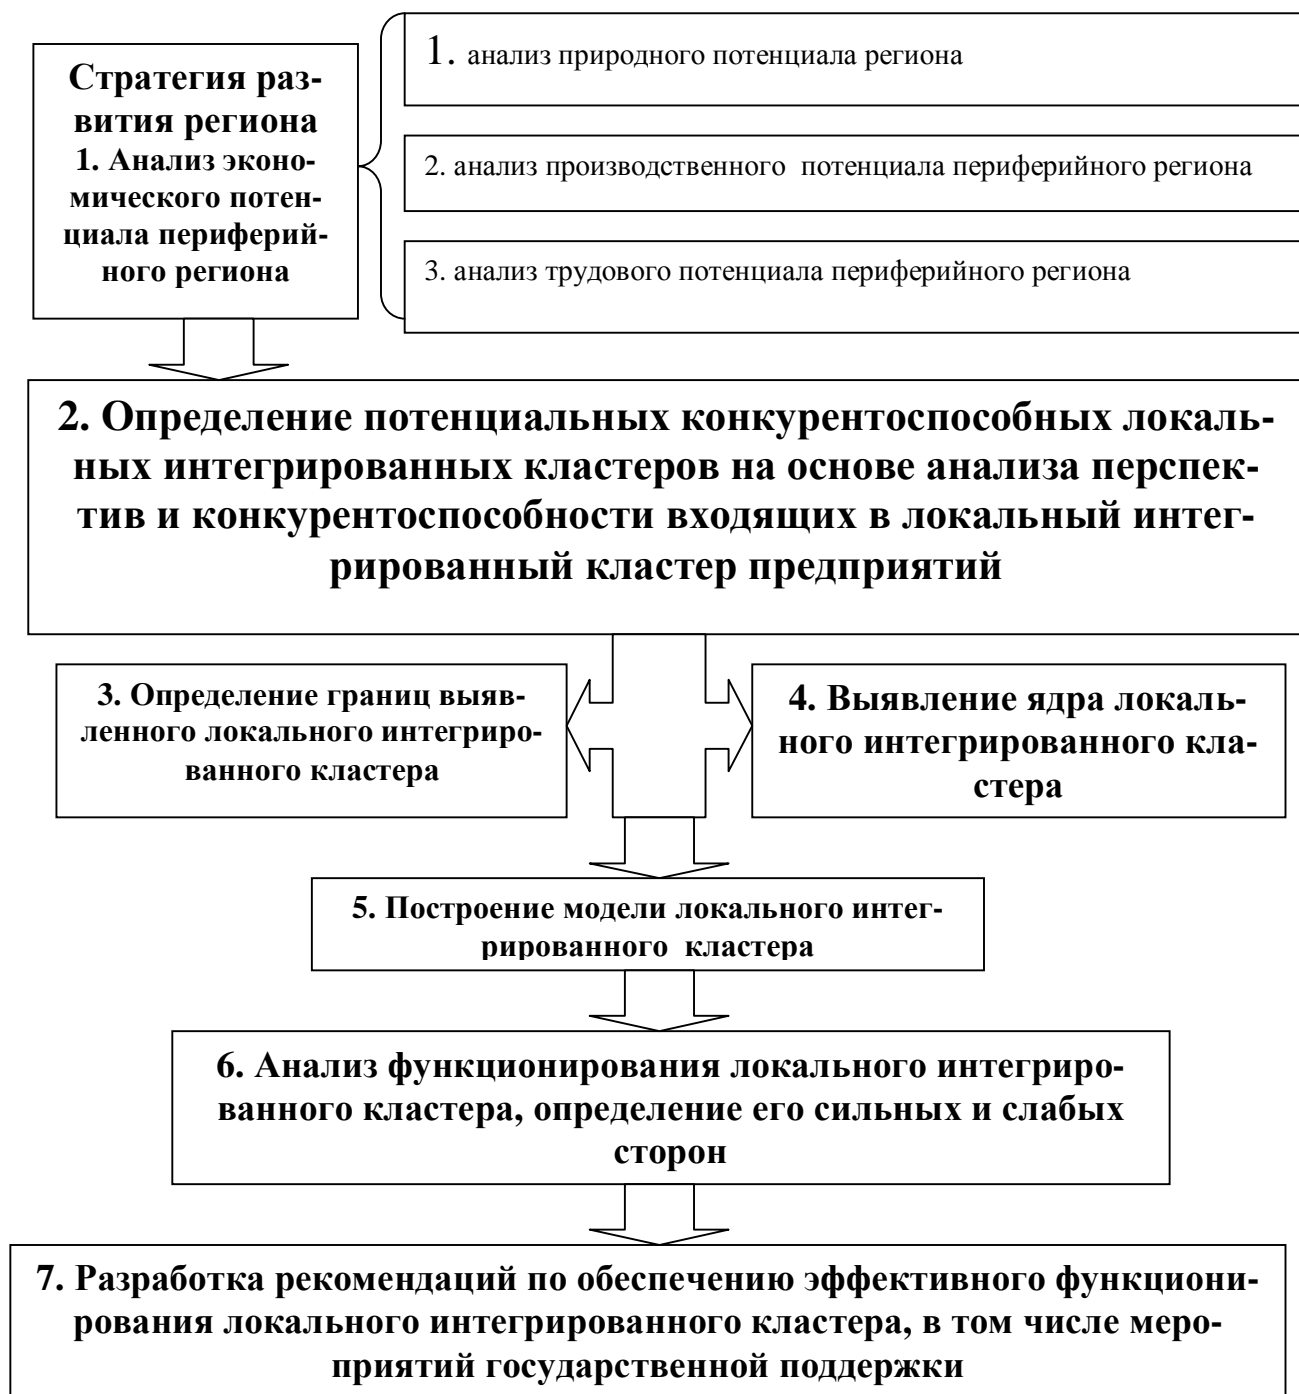 Стратегия раз-
вития региона
1. Анализ эконо-
мического потен-
циала периферий-
ного региона
1. анализ природного потенциала региона
2. анализ производственного потенциала периферийного региона
3. анализ трудового потенциала периферийного региона
2. Определение потенциальных конкурентоспособных локаль-
ных интегрированных кластеров на основе анализа перспек-
тив и конкурентоспособности входящих в локальный интег-
рированный кластер предприятий
3. Определение границ выяв-
ленного локального интегриро-
ванного кластера
4. Выявление ядра локаль-
ного интегрированного кла-
стера
5. Построение модели локального интег-
рированного кластера
6. Анализ функционирования локального интегриро-
ванного кластера, определение его сильных и слабых
сторон
7. Разработка рекомендаций по обеспечению эффективного функциони-
рования локального интегрированного кластера, в том числе меро-
приятий государственной поддержки